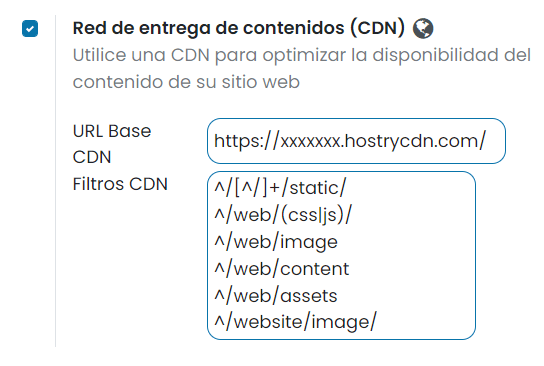 Red de entrega de contenidos (CDN)
Utilice una CDN para optimizar la disponibilidad del
contenido de su sitio web
URL Base
CDN
https://xxxxxxx.hostrycdn.com/
Filtros CDN
^/[^/]+/static/
^/web/(css|js)/
^/web/image
^/web/content
^/web/assets
^/website/image/